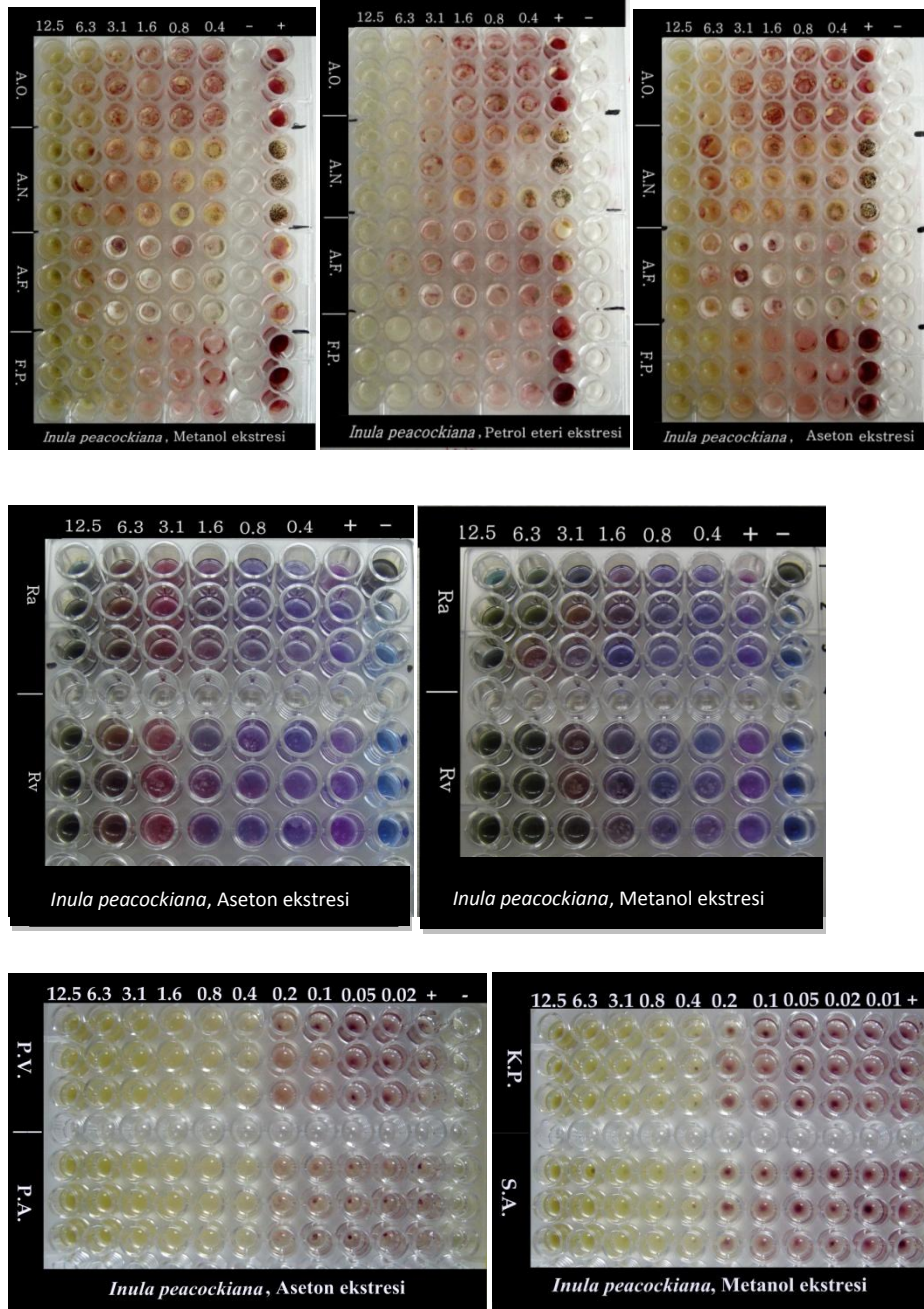 12.5 6.3 3.1 1.6 0.8 0.4 - +
A.O.
A.N.
A.F.
F.P.
Inula peacockiana, Metanol ekstresi
12.5 6.3 3.1 1.6 0.8 0.4 + -
A.O.
A.N.
A.F.
F.P.
Inula peacockiana, Petrol eteri ekstresi
12.5 6.3 3.1 1.6 0.8 0.4 + -
A.O
A.N.
A.F.
F.P
Inula peacockiana, Aseton ekstresi
12.5 6.3 3.1 1.6 0.8 0.4 + −
Ra
Rv
Inula peacockiana, Aseton ekstresi
12.5 6.3 3.1 1.6 0.8 0.4 + −
Ra
Rv
Inula peacockiana, Metanol ekstresi
12.5 6.3 3.1 1.6 0.8 0.4 0.2 0.1 0.05 0.02 + -
P.V.
P.A.
Inula peacockiana, Aseton ekstresi
12.5 6.3 3.1 0.8 0.4 0.2 0.1 0.05 0.02 0.01 +
K.P.
S.A.
Inula peacockiana, Metanol ekstresi